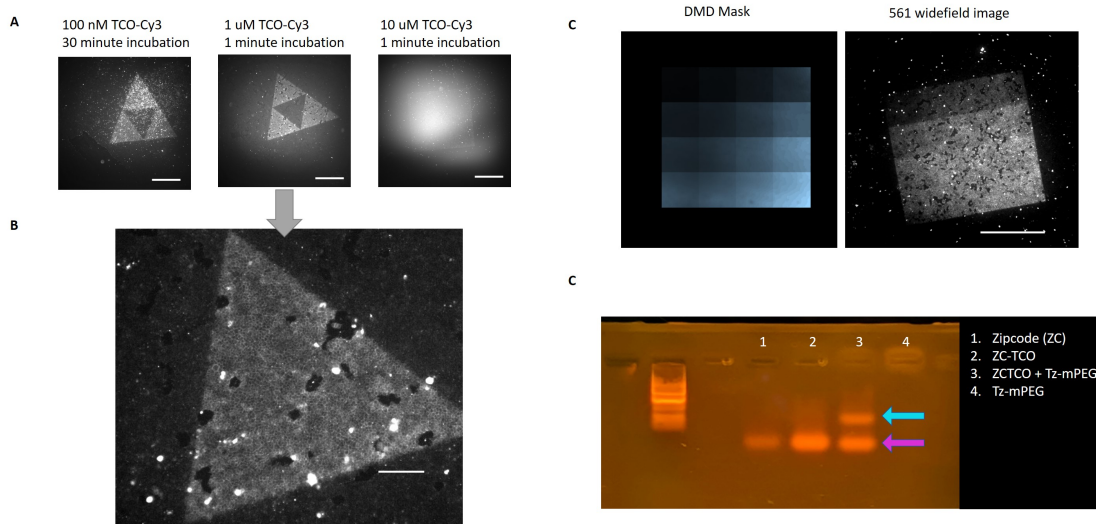 A
100 nM TCO-Cy3
30 minute incubation
1 uM TCO-Cy3
1 minute incubation
10 uM TCO-Cy3
1 minute incubation
B
C
DMD Mask
561 widefield image
C
1 2 3 4
1. Zipcode (ZC)
2. ZC-TCO
3. ZCTCO + Tz-mPEG
4. Tz-mPEG